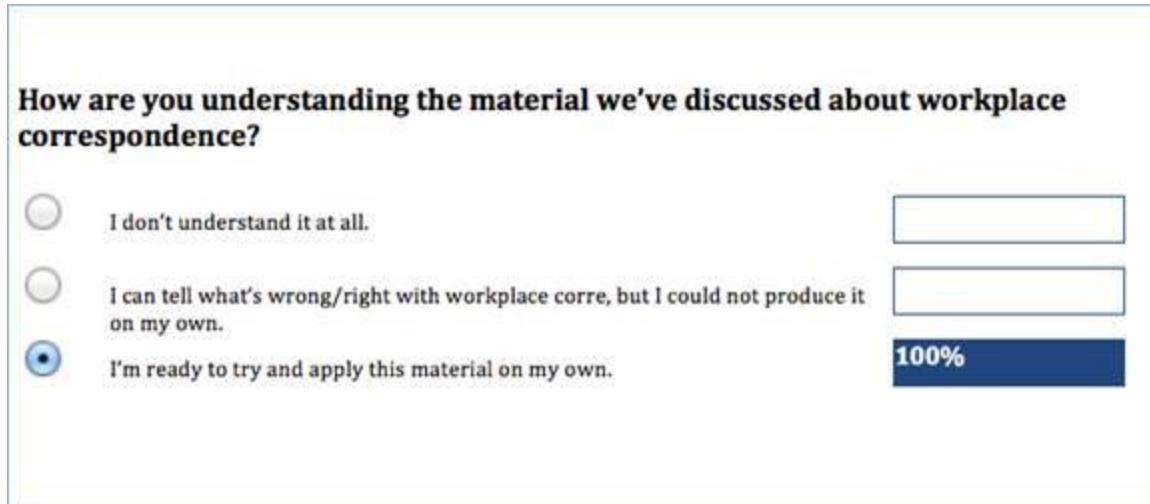 How are you understanding the material we've discussed about workplace
correspondence?
I don't understand it at all.
I can tell what's wrong/right with workplace corre, but I could not produce it
on my own.
I'm ready to try and apply this material on my own.
100%